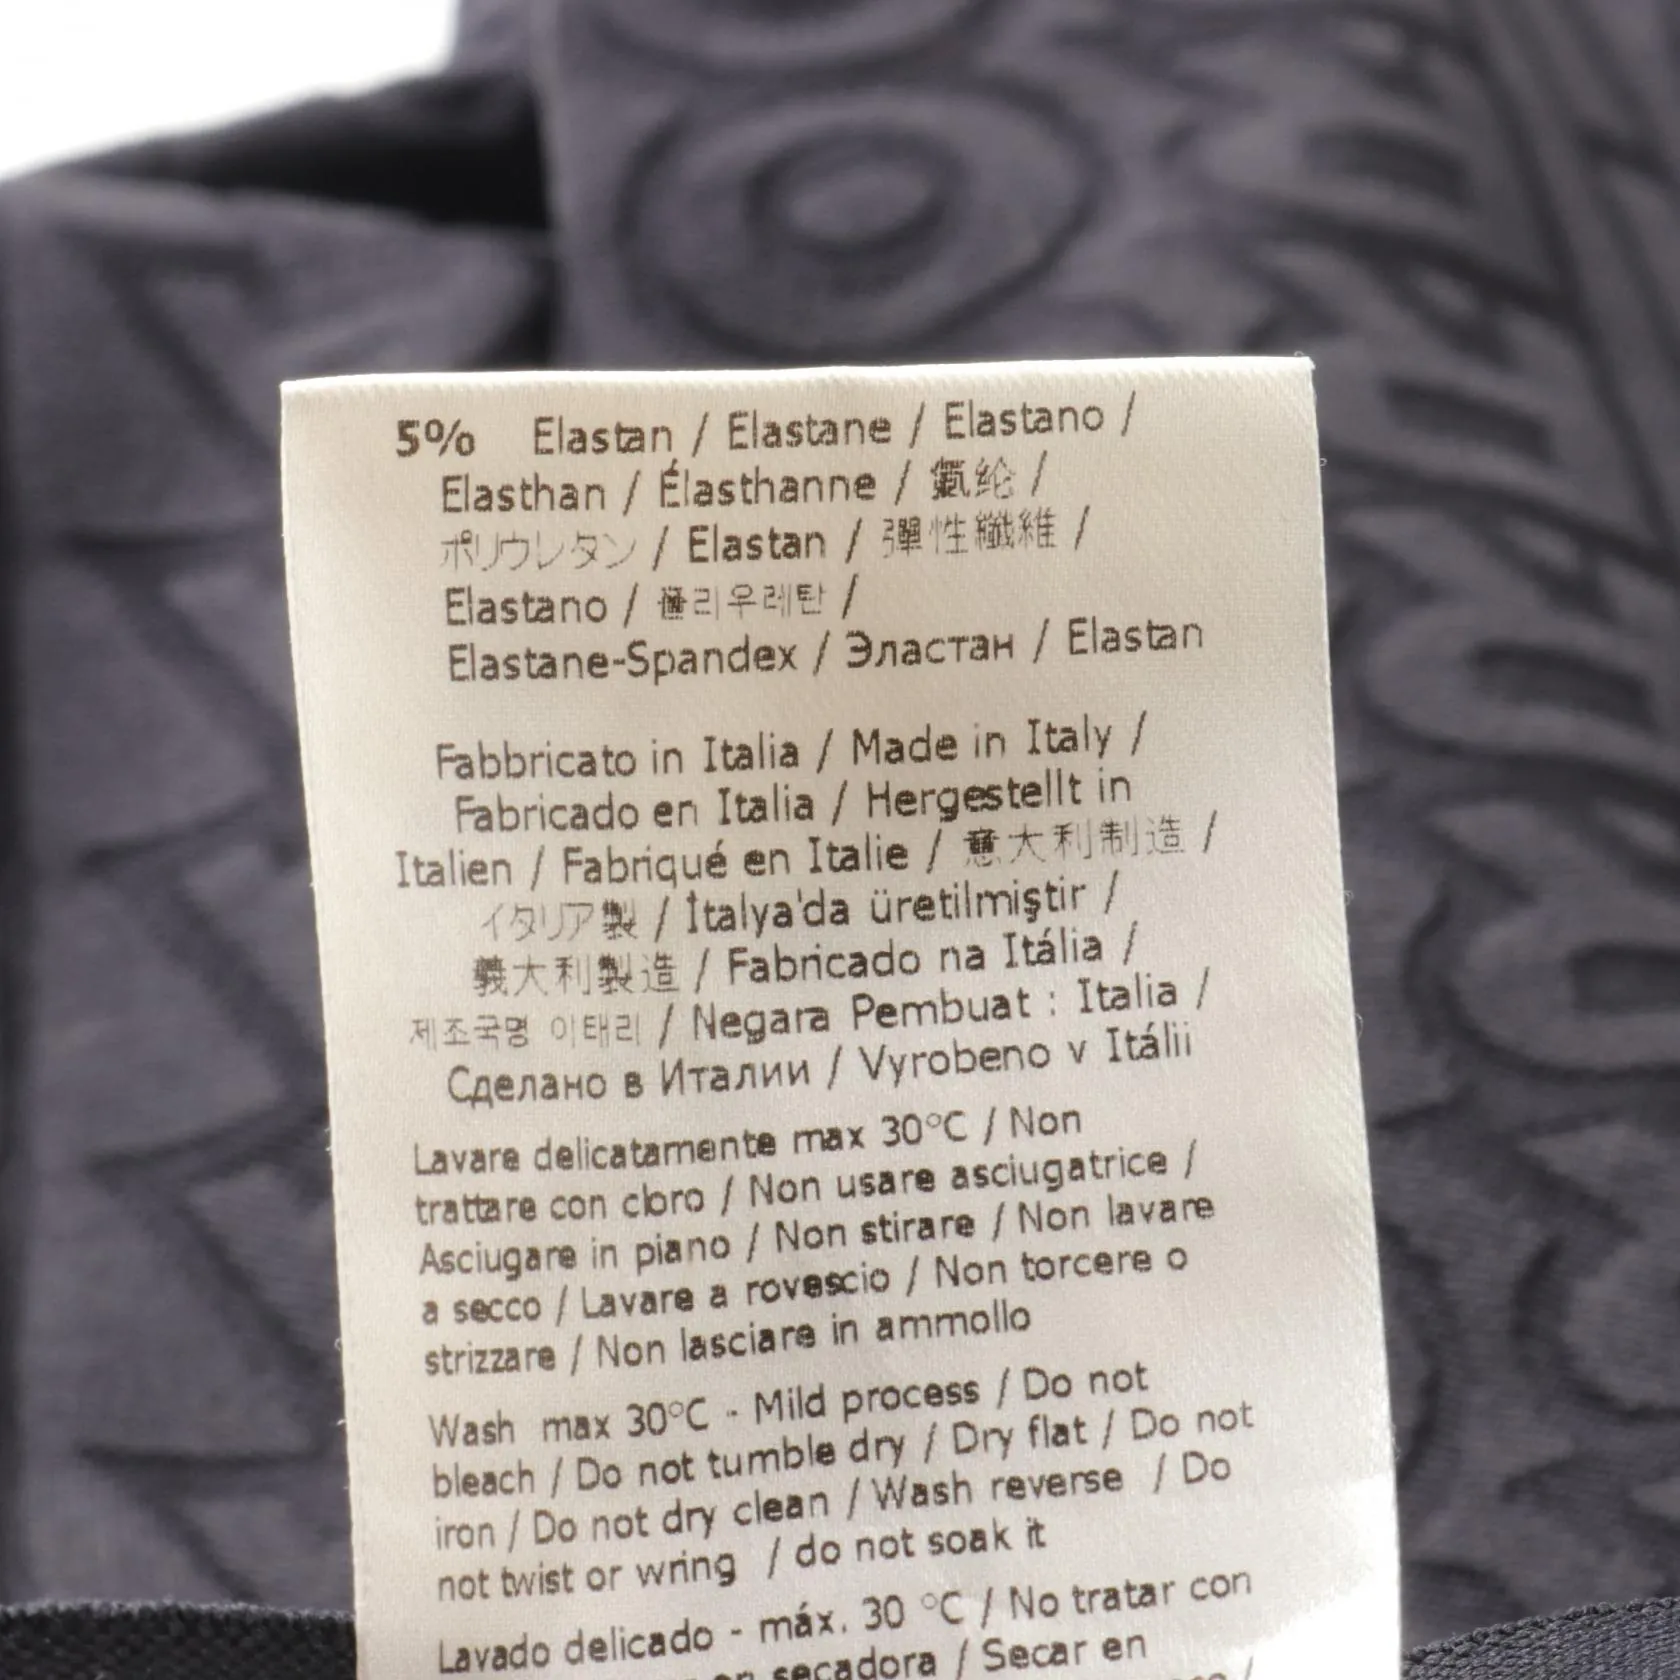 5% Elastan / Elastane / Elastano /
Elasthan / Élasthanne / 氨纶 /
ポリウレタン / Elastan / 彈性纖維 /
Elastano / 폴리우레탄 /
Elastane-Spandex / Эластан / Elastan
Fabbricato in Italia / Made in Italy /
Fabricado en Italia / Hergestellt in
Italien / Fabriqué en Italie / 意大利制造 /
イタリア製 / İtalya'da üretilmiştir /
義大利製造 / Fabricado na Itália /
제조국명 이태리 / Negara Pembuat : Italia /
Сделано в Италии / Vyrobeno v Itálii
Lavare delicatamente max 30°C / Non
trattare con cloro / Non usare asciugatrice /
Asciugare in piano / Non stirare / Non lavare
a secco / Lavare a rovescio / Non torcere o
strizzare / Non lasciare in ammollo
Wash max 30°C - Mild process / Do not
bleach / Do not tumble dry / Dry flat / Do not
iron / Do not dry clean / Wash reverse / Do
not twist or wring / do not soak it
Lavado delicado - máx. 30 °C / No tratar con
en secadora / Secar en